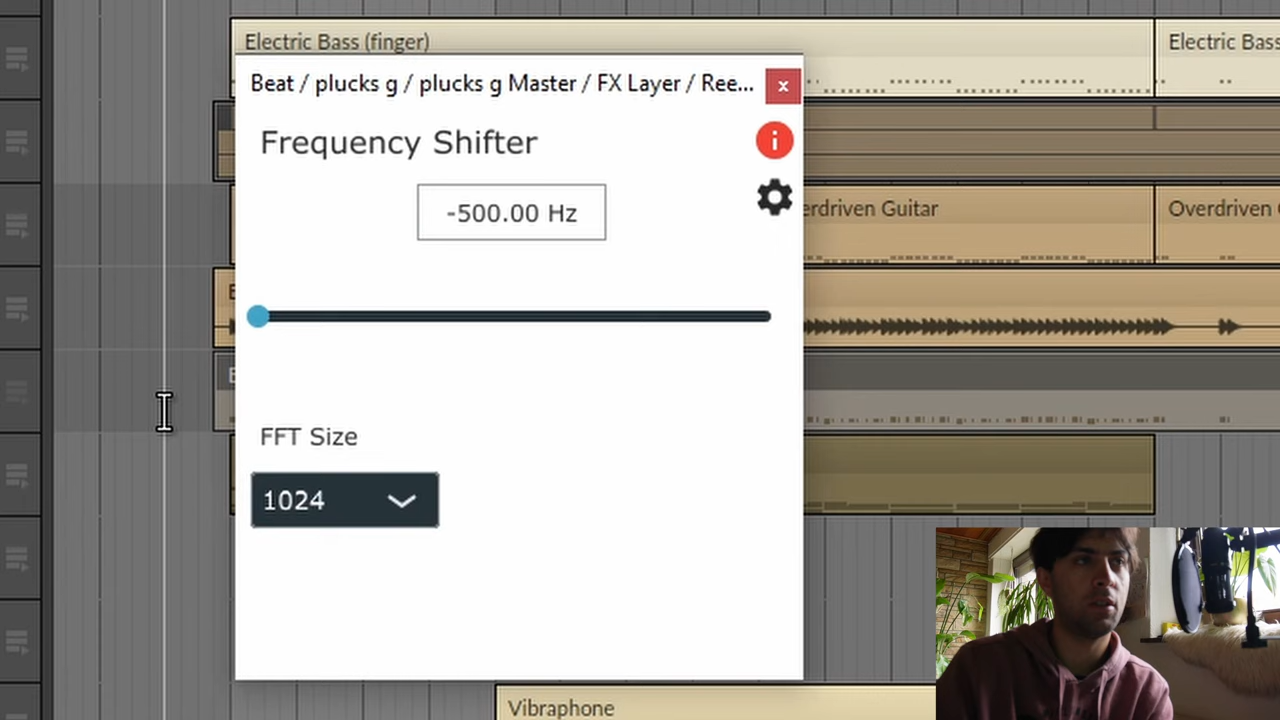 Electric Bass (finger)
Electric Bass
Beat / plucks g / plucks g Master / FX Layer / Ree...
x
Frequency Shifter
i
-500.00 Hz
erdriven Guitar
Overdriven
FFT Size
1024
Vibraphone